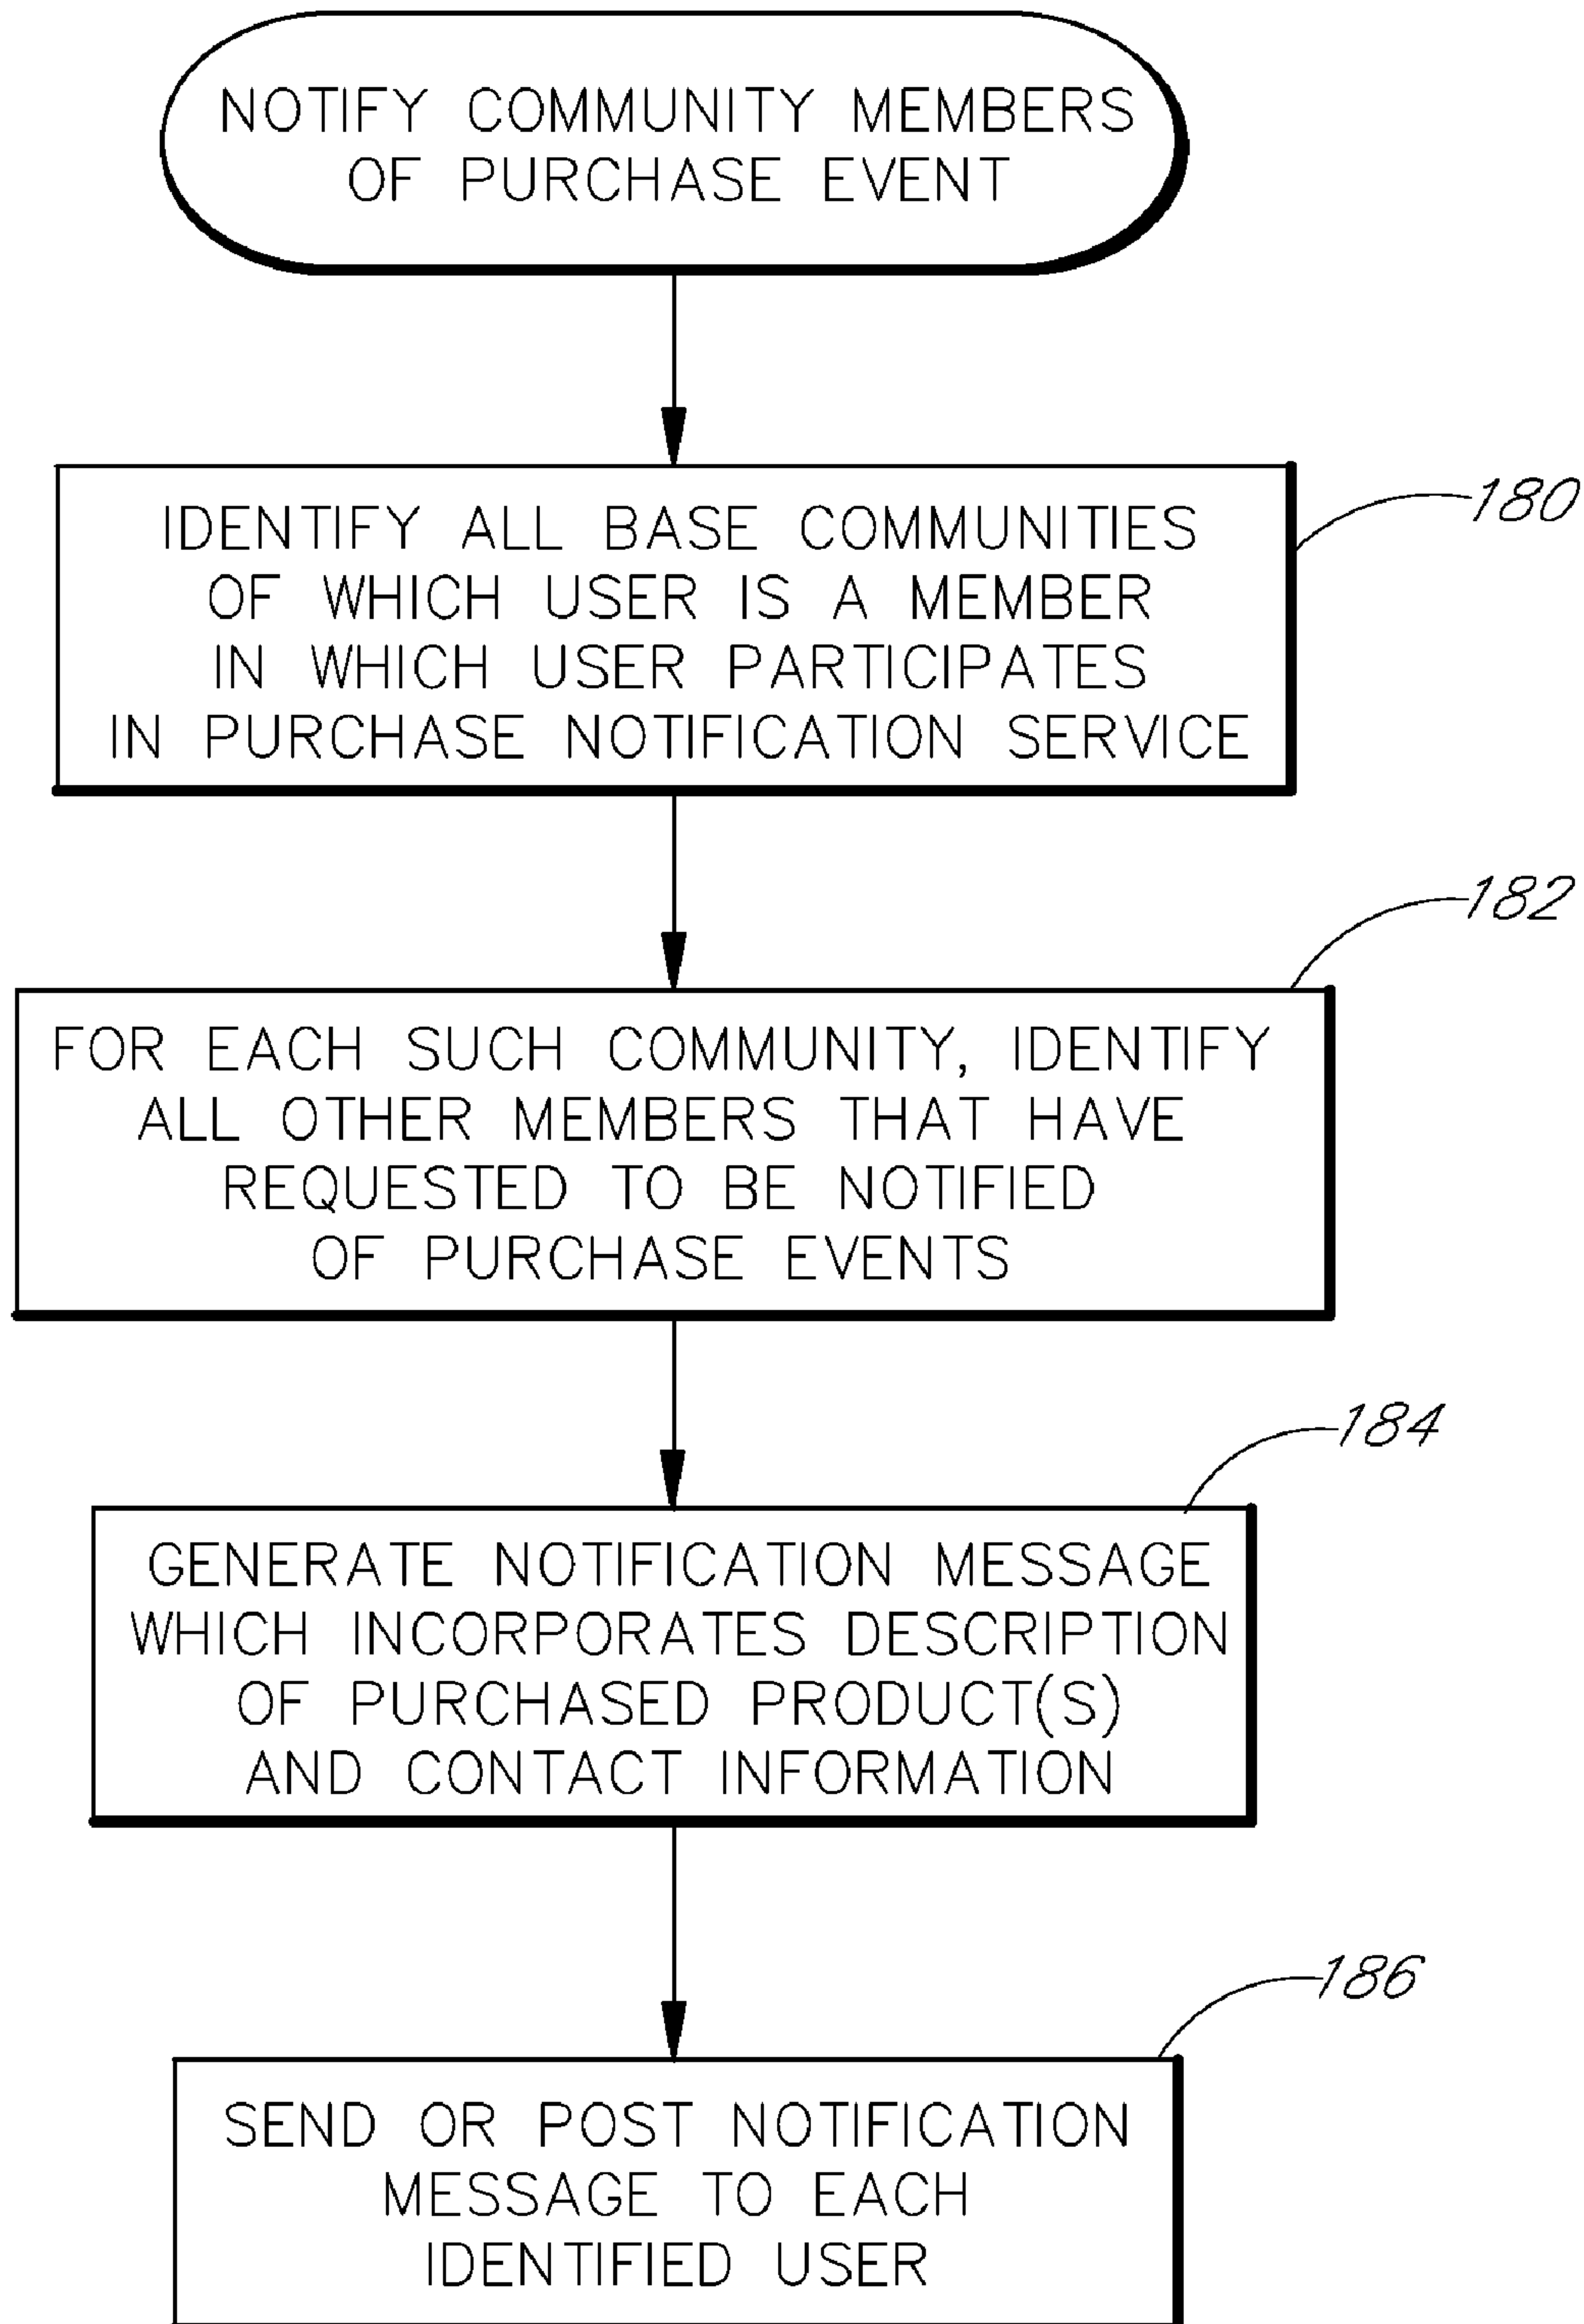 NOTIFY COMMUNITY MEMBERS
OF PURCHASE EVENT
180
IDENTIFY ALL BASE COMMUNITIES
OF WHICH USER IS A MEMBER
IN WHICH USER PARTICIPATES
IN PURCHASE NOTIFICATION SERVICE
182
FOR EACH SUCH COMMUNITY, IDENTIFY
ALL OTHER MEMBERS THAT HAVE
REQUESTED TO BE NOTIFIED
OF PURCHASE EVENTS
184
GENERATE NOTIFICATION MESSAGE
WHICH INCORPORATES DESCRIPTION
OF PURCHASED PRODUCT(S)
AND CONTACT INFORMATION
186
SEND OR POST NOTIFICATION
MESSAGE TO EACH
IDENTIFIED USER